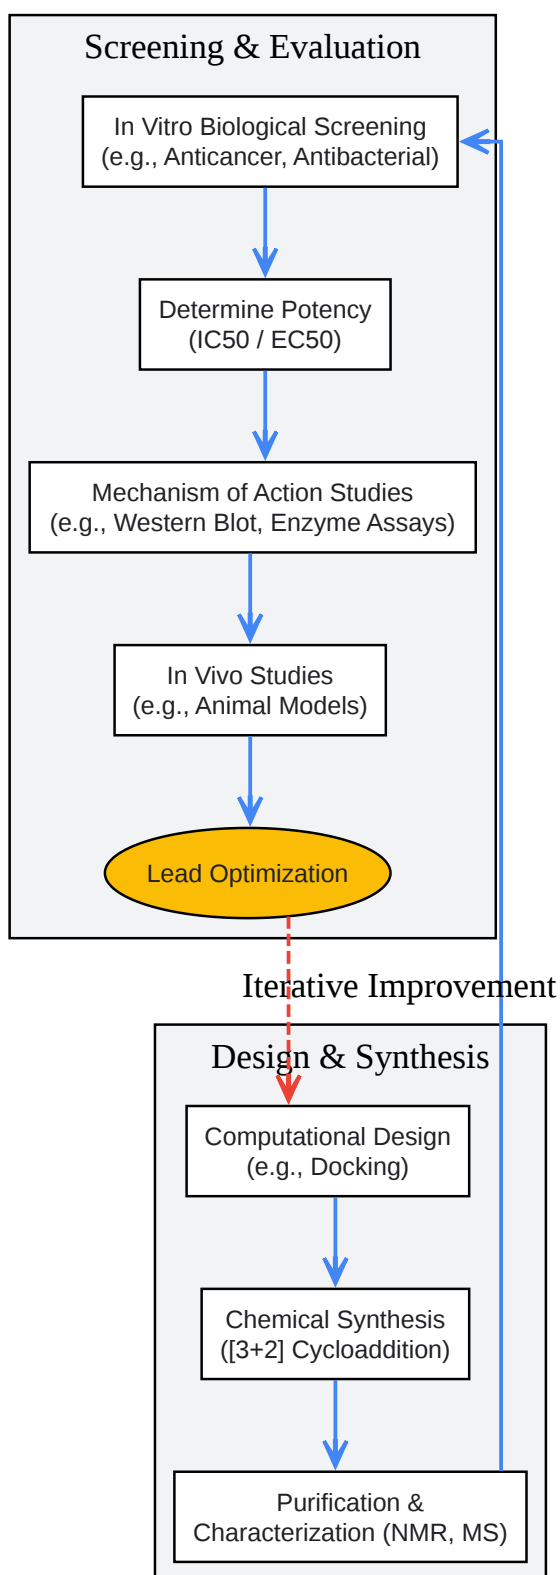 Screening & Evaluation
In Vitro Biological Screening
(e.g., Anticancer, Antibacterial)
Determine Potency
(IC50 / EC50)
Mechanism of Action Studies
(e.g., Western Blot, Enzyme Assays)
In Vivo Studies
(e.g., Animal Models)
Lead Optimization
Iterative Improvement
Design & Synthesis
Computational Design
(e.g., Docking)
Chemical Synthesis
([3+2] Cycloaddition)
Purification &
Characterization (NMR, MS)